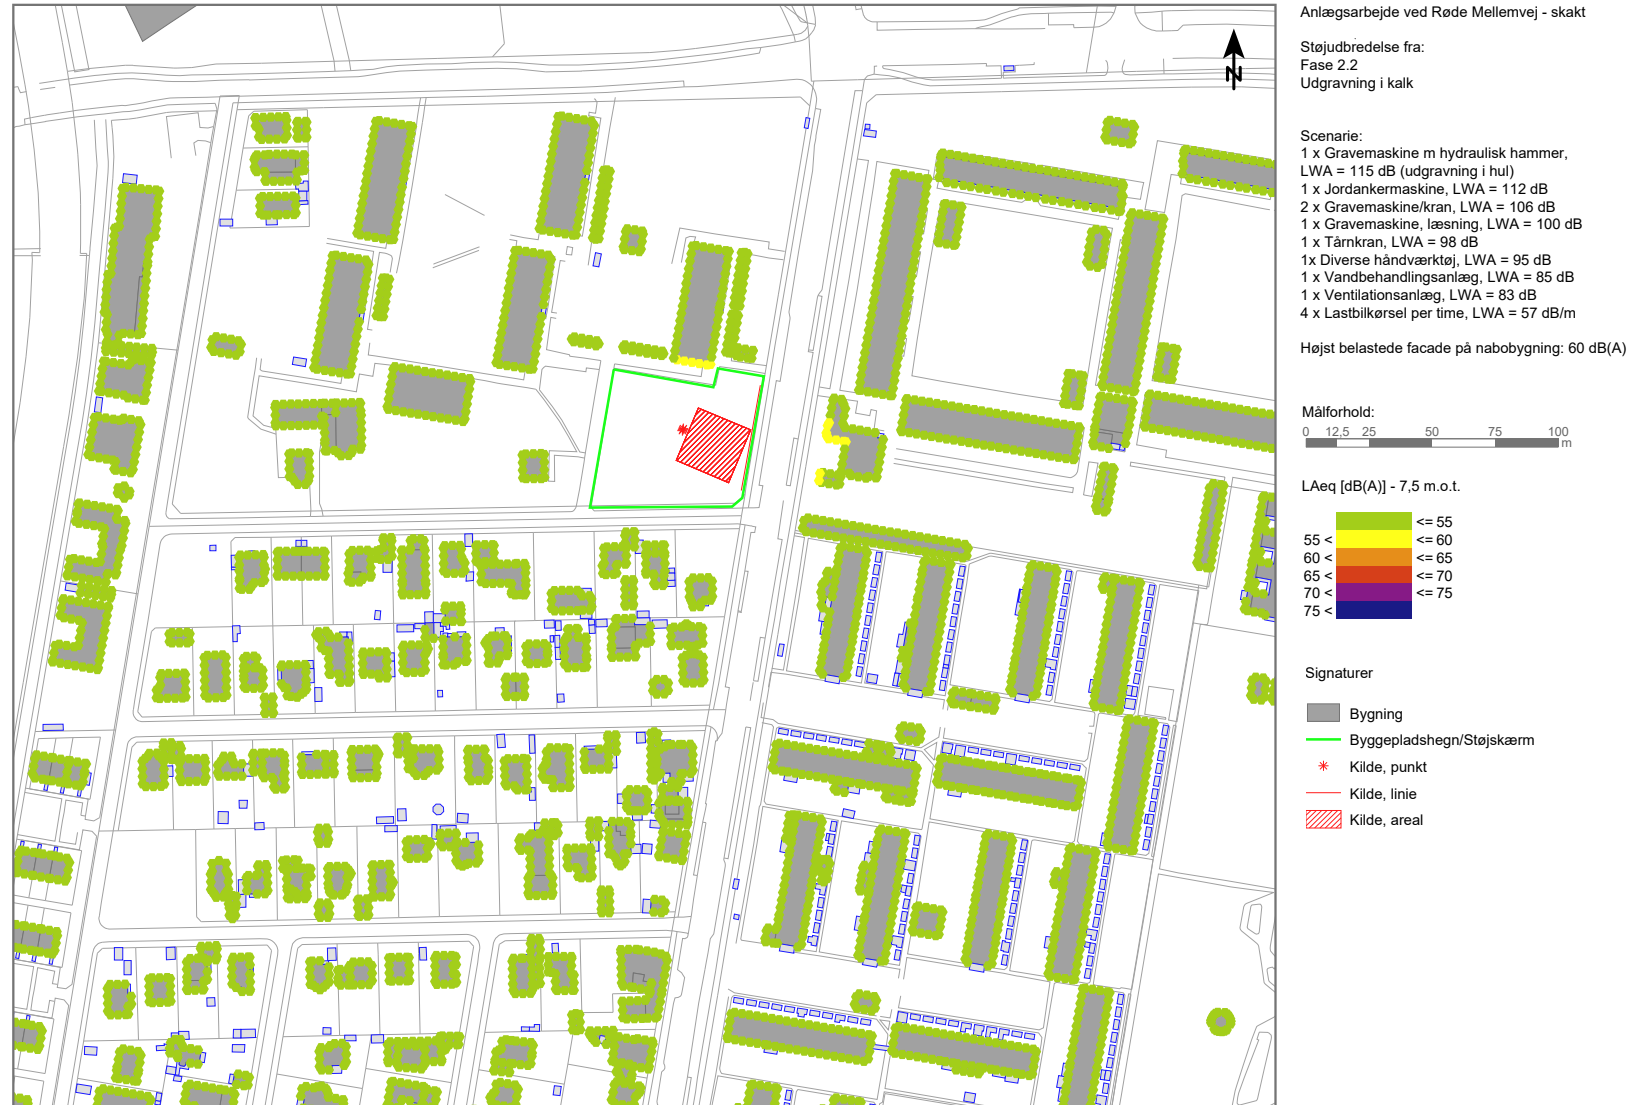 Anlægsarbejde ved Røde Mellemvej - skakt
Støjudbredelse fra:
Fase 2.2
Udgravning i kalk
N
Scenarie:
1 x Gravemaskine m hydraulisk hammer,
LWA = 115 dB (udgravning i hul)
1 x Jordankermaskine, LWA = 112 dB
2 x Gravemaskine/kran, LWA = 106 dB
1 x Gravemaskine, læsning, LWA = 100 dB
1 x Tårnkran, LWA = 98 dB
1x Diverse håndværktøj, LWA = 95 dB
1 x Vandbehandlingsanlæg, LWA = 85 dB
1 x Ventilationsanlæg, LWA = 83 dB
4 x Lastbilkørsel per time, LWA = 57 dB/m
Højst belastede facade på nabobygning: 60 dB(A)
Målforhold:
0 12,5 25 50 75 100
m
LAeq [dB(A)] - 7,5 m.o.t.
<= 55
55 < <= 60
60 < <= 65
65 < <= 70
70 < <= 75
75 <
Signaturer
Bygning
Byggepladshegn/Støjskærm
Kilde, punkt
Kilde, linie
Kilde, areal